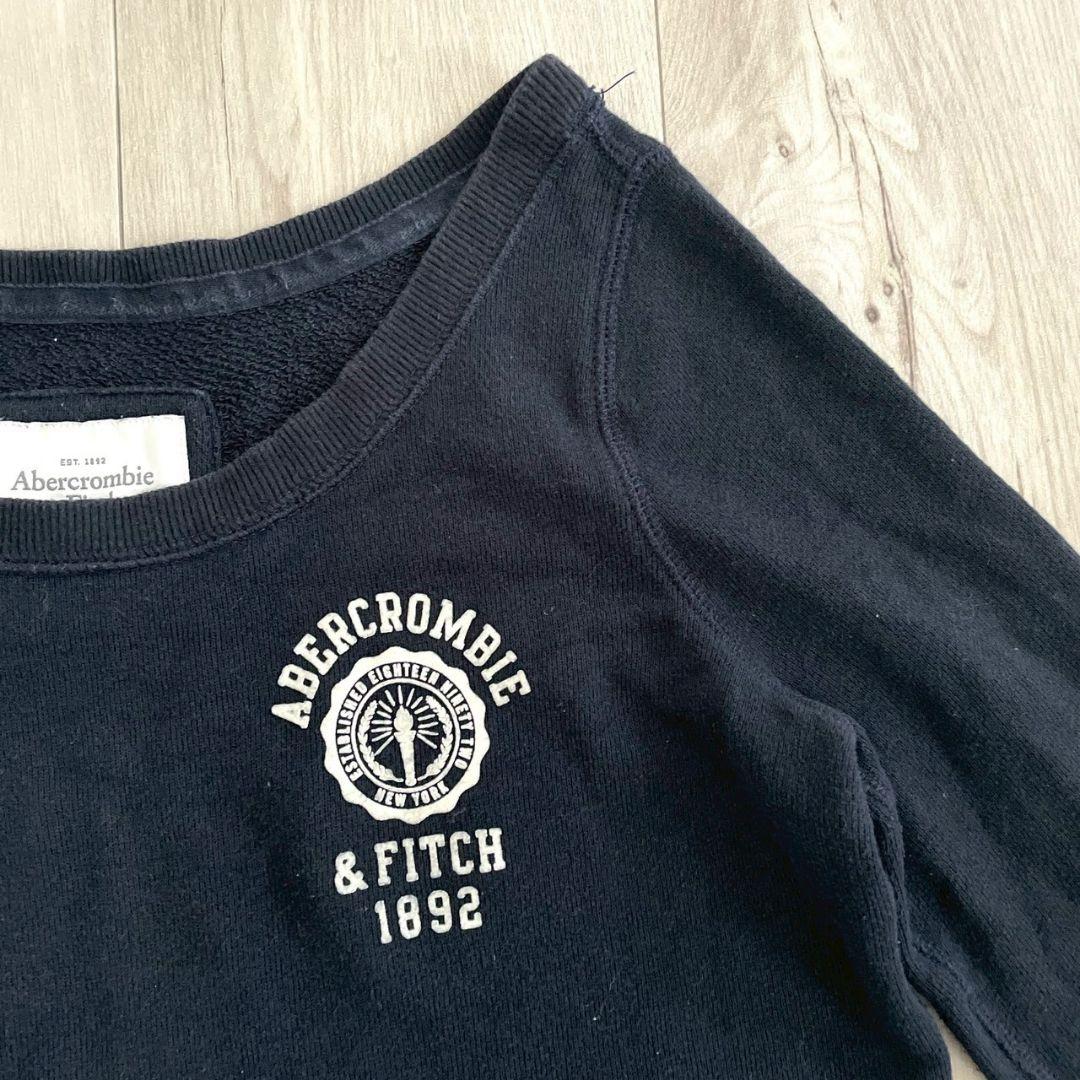 EST. 1892
Abercrombie
ABERCROMBIE
ESTABLISHED EIGHTEEN NINETY TWO
NEW YORK
& FITCH
1892